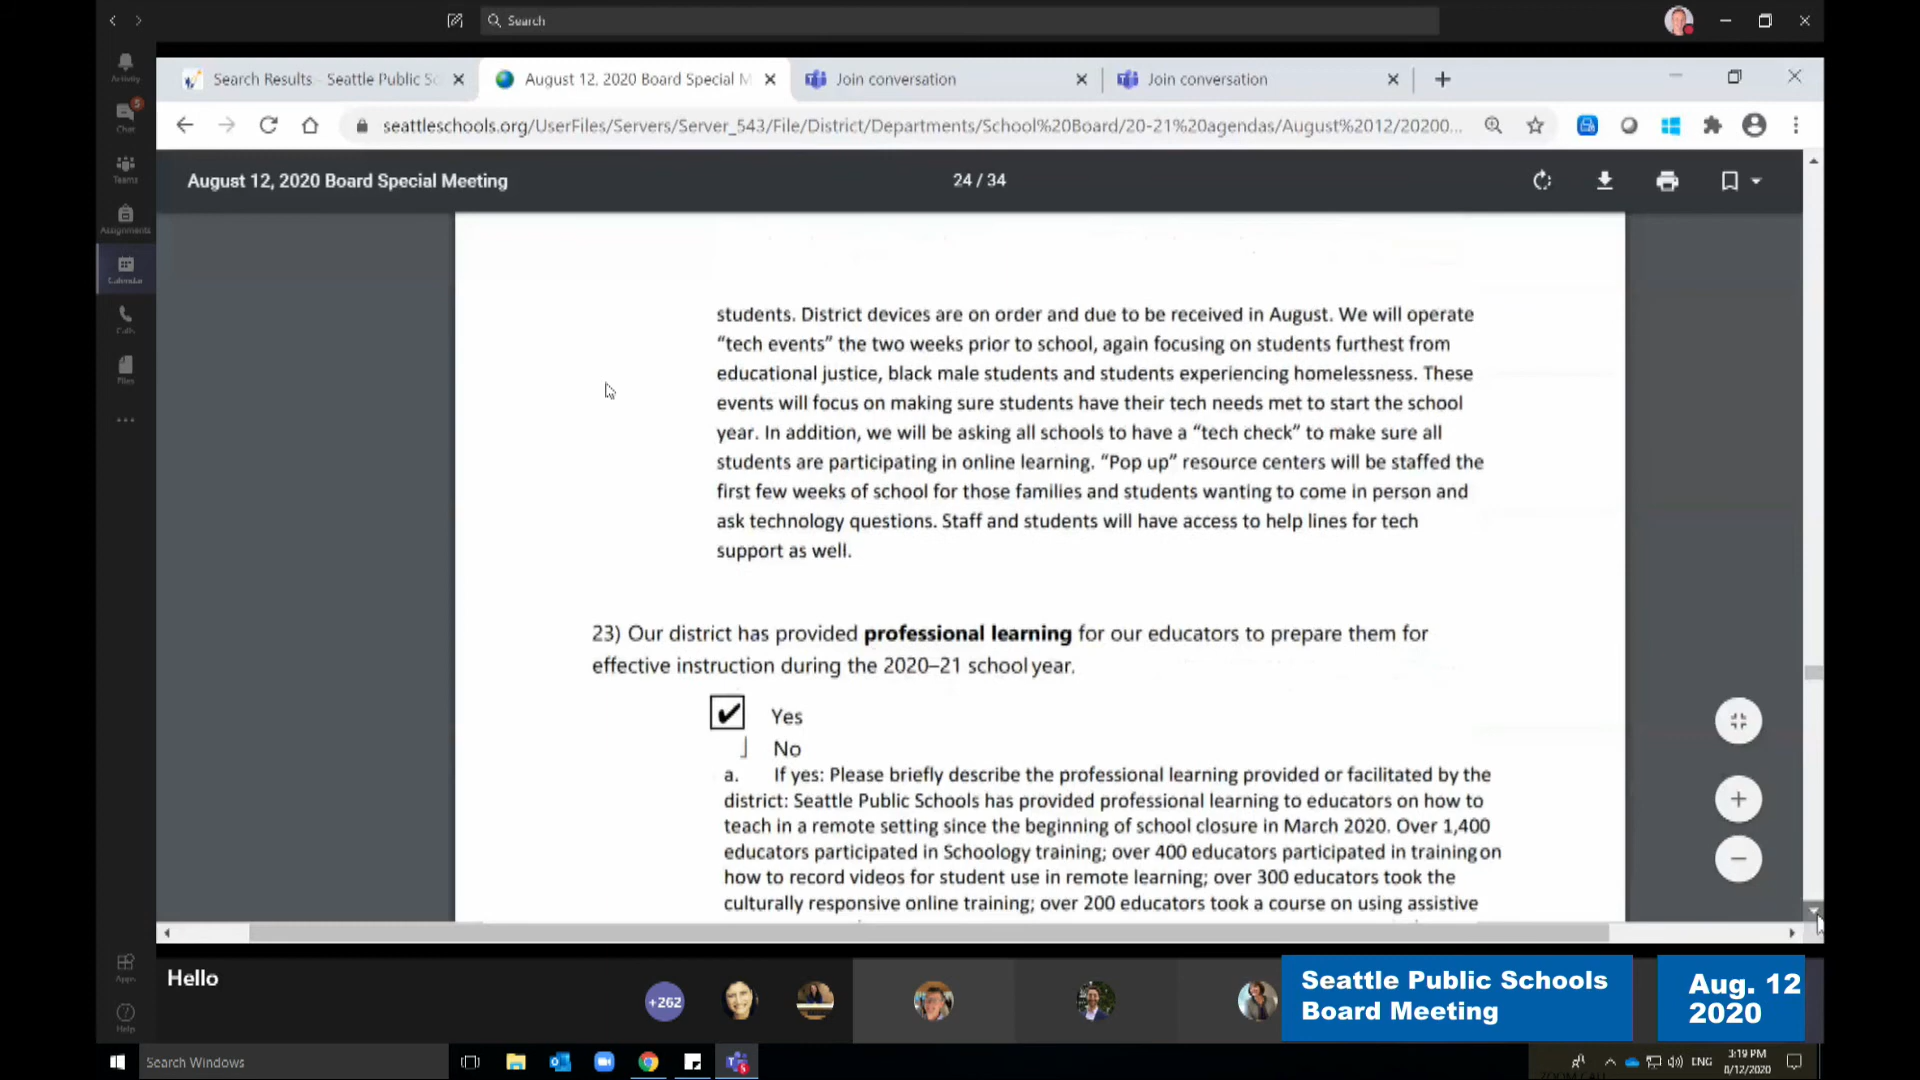 Search
Search Results - Seattle Public Sc
August 12, 2020 Board Special M
Join conversation
Join conversation
seattleschools.org/UserFiles/Servers/Server_543/File/District/Departments/School%20Board/20-21%20agendas/August%2012/20200...
August 12, 2020 Board Special Meeting
24 / 34
Activity
5
Chat
Teams
Assignments
Calendar
Calls
Files
Apps
Help
students. District devices are on order and due to be received in August. We will operate
“tech events” the two weeks prior to school, again focusing on students furthest from
educational justice, black male students and students experiencing homelessness. These
events will focus on making sure students have their tech needs met to start the school
year. In addition, we will be asking all schools to have a “tech check” to make sure all
students are participating in online learning. “Pop up” resource centers will be staffed the
first few weeks of school for those families and students wanting to come in person and
ask technology questions. Staff and students will have access to help lines for tech
support as well.
23) Our district has provided professional learning for our educators to prepare them for
effective instruction during the 2020–21 school year.
Yes
No
a. If yes: Please briefly describe the professional learning provided or facilitated by the
district: Seattle Public Schools has provided professional learning to educators on how to
teach in a remote setting since the beginning of school closure in March 2020. Over 1,400
educators participated in Schoology training; over 400 educators participated in training on
how to record videos for student use in remote learning; over 300 educators took the
culturally responsive online training; over 200 educators took a course on using assistive
Hello
+262
Seattle Public Schools
Board Meeting
Aug. 12
2020
Search Windows
ENG
3:19 PM
8/12/2020